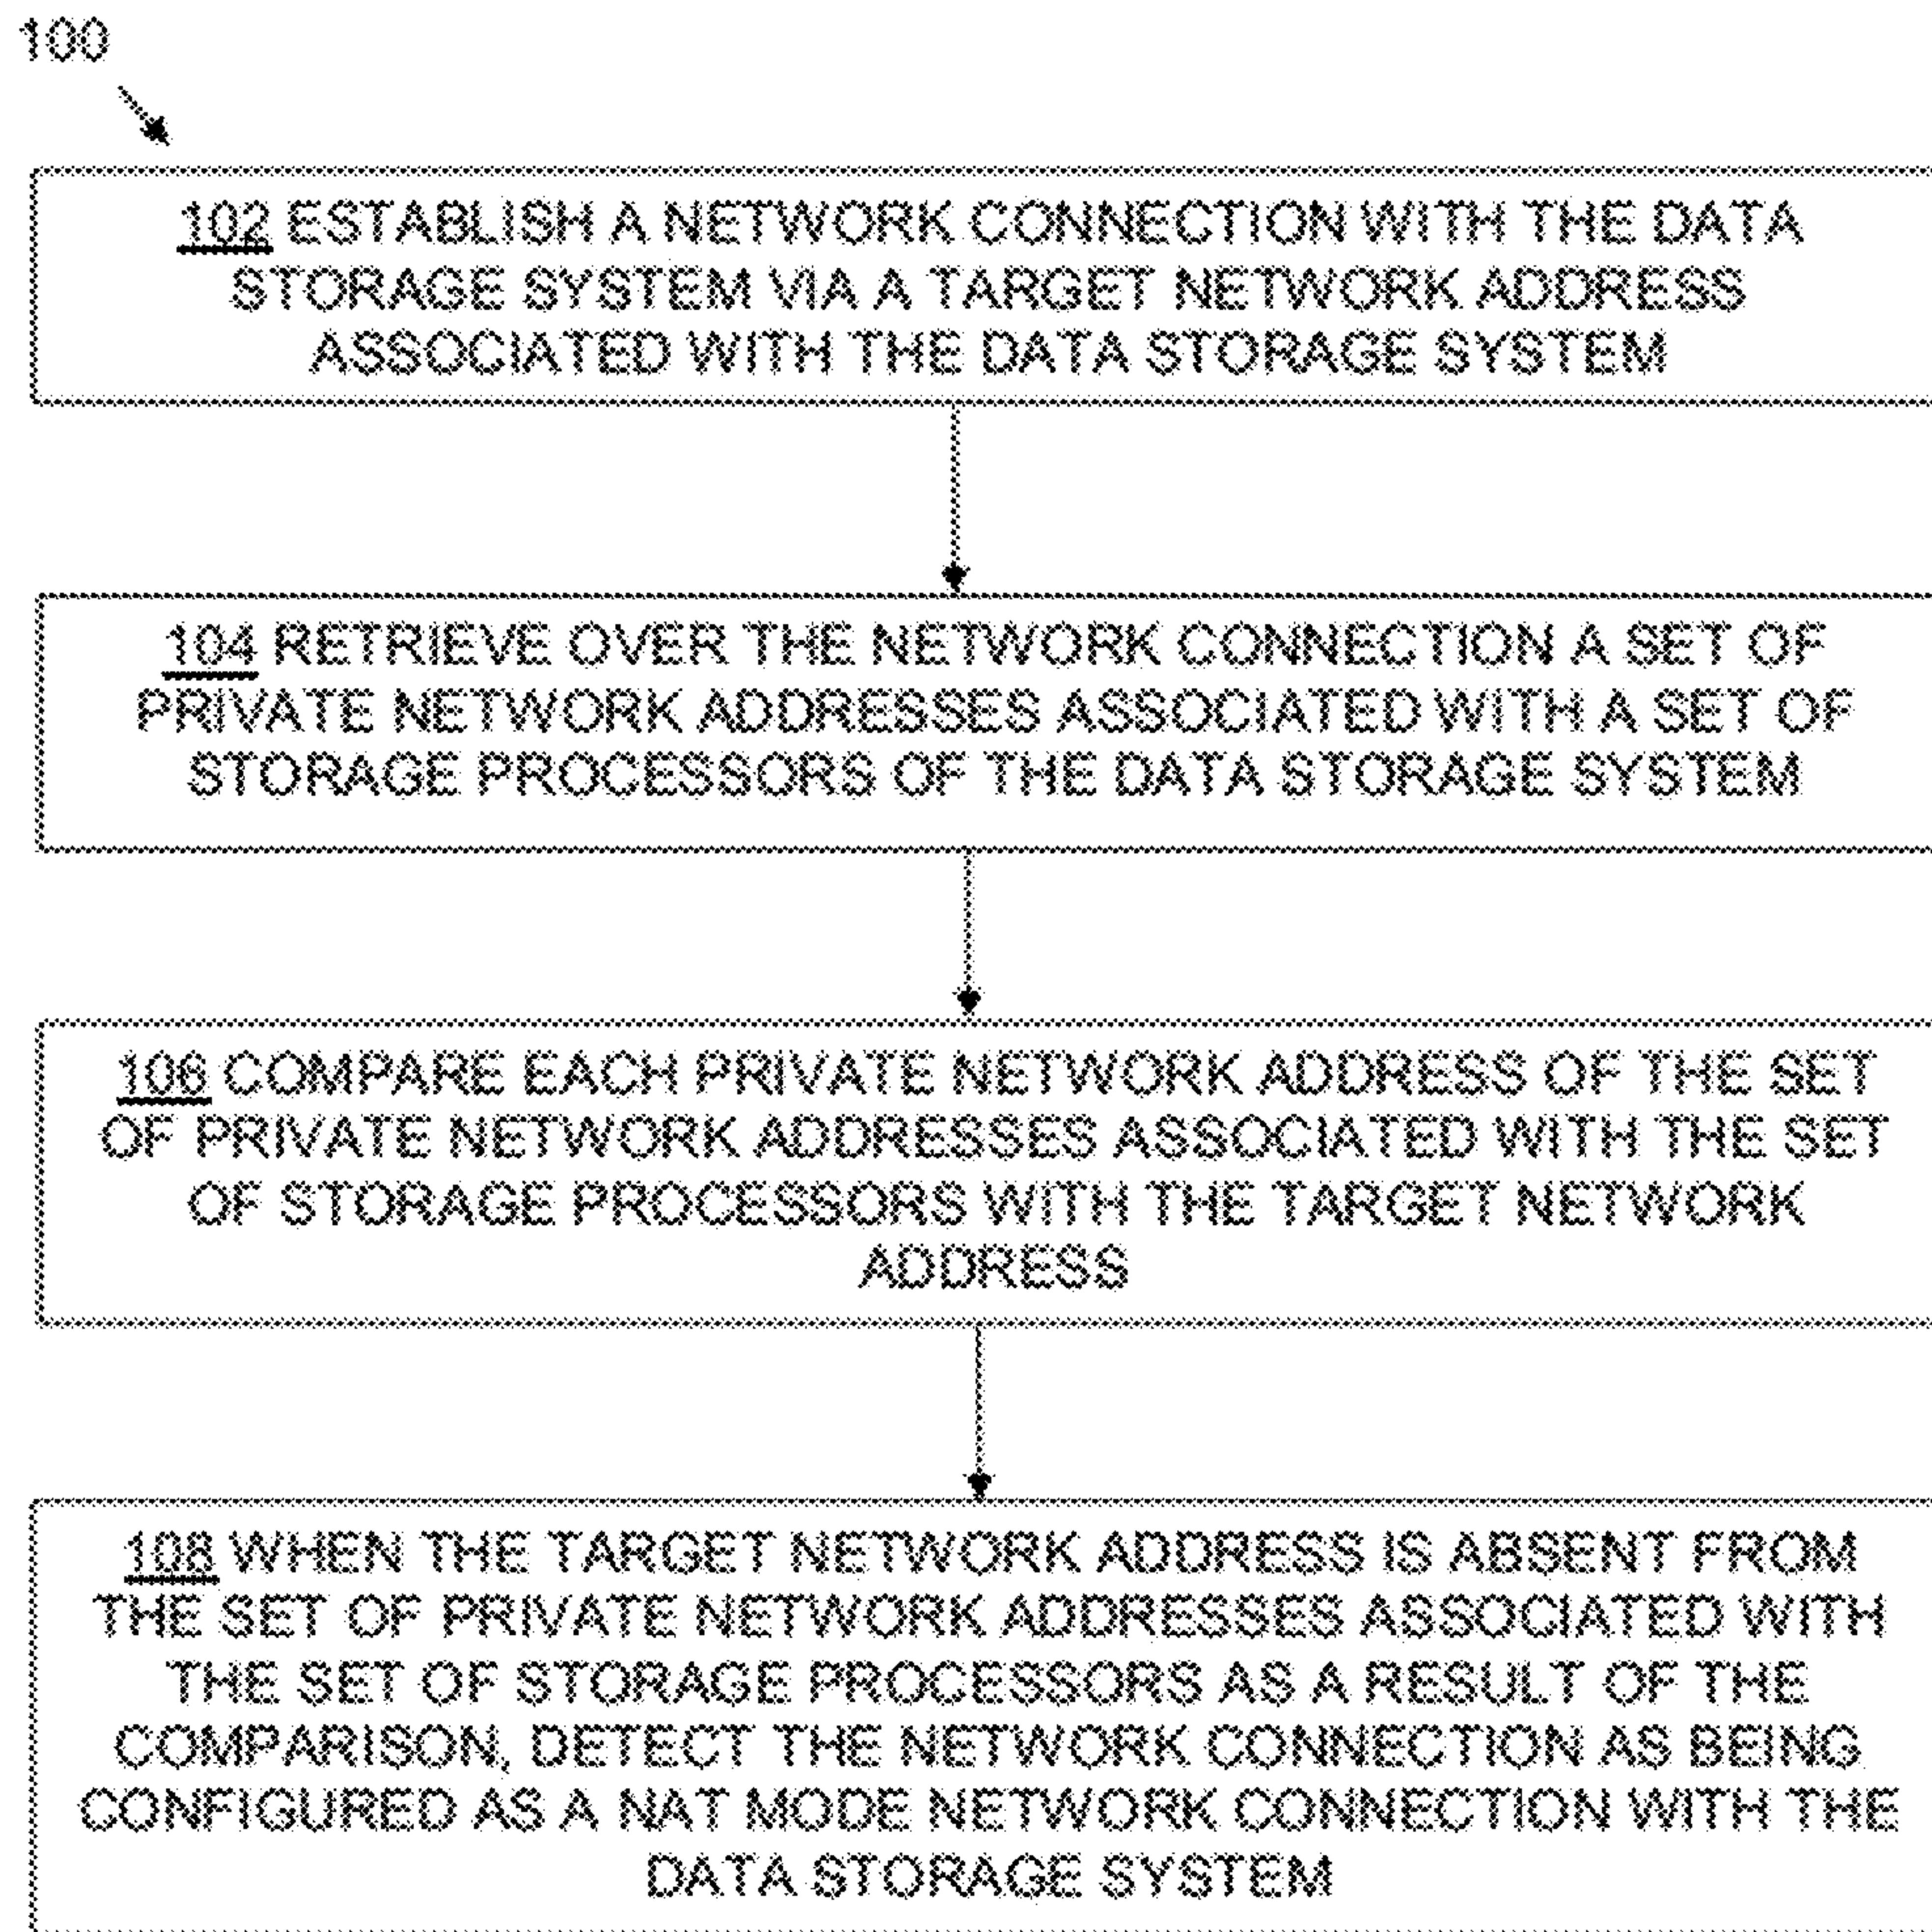 100
102 ESTABLISH A NETWORK CONNECTION WITH THE DATA
STORAGE SYSTEM VIA A TARGET NETWORK ADDRESS
ASSOCIATED WITH THE DATA STORAGE SYSTEM
104 RETRIEVE OVER THE NETWORK CONNECTION A SET OF
PRIVATE NETWORK ADDRESSES ASSOCIATED WITH A SET OF
STORAGE PROCESSORS OF THE DATA STORAGE SYSTEM
106 COMPARE EACH PRIVATE NETWORK ADDRESS OF THE SET
OF PRIVATE NETWORK ADDRESSES ASSOCIATED WITH THE SET
OF STORAGE PROCESSORS WITH THE TARGET NETWORK
ADDRESS
108 WHEN THE TARGET NETWORK ADDRESS IS ABSENT FROM
THE SET OF PRIVATE NETWORK ADDRESSES ASSOCIATED WITH
THE SET OF STORAGE PROCESSORS AS A RESULT OF THE
COMPARISON, DETECT THE NETWORK CONNECTION AS BEING
CONFIGURED AS A NAT MODE NETWORK CONNECTION WITH THE
DATA STORAGE SYSTEM